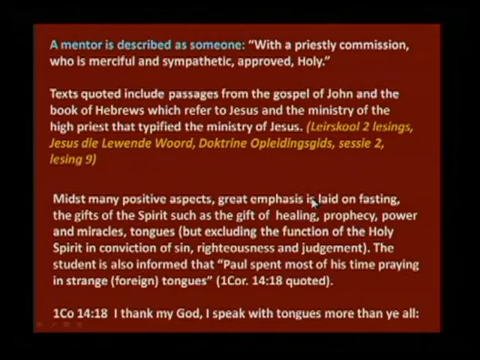 A mentor is described as someone: “With a priestly commission,
who is merciful and sympathetic, approved, Holy.”
Texts quoted include passages from the gospel of John and the
book of Hebrews which refer to Jesus and the ministry of the
high priest that typified the ministry of Jesus. (Leirskool 2 lesings,
Jesus die Lewende Woord, Doktrine Opleidingsgids, sessie 2,
lesing 9)
Midst many positive aspects, great emphasis is laid on fasting,
the gifts of the Spirit such as the gift of healing, prophecy, power
and miracles, tongues (but excluding the function of the Holy
Spirit in conviction of sin, righteousness and judgement). The
student is also informed that “Paul spent most of his time praying
in strange (foreign) tongues” (1Cor. 14:18 quoted).
1Co 14:18 I thank my God, I speak with tongues more than ye all: